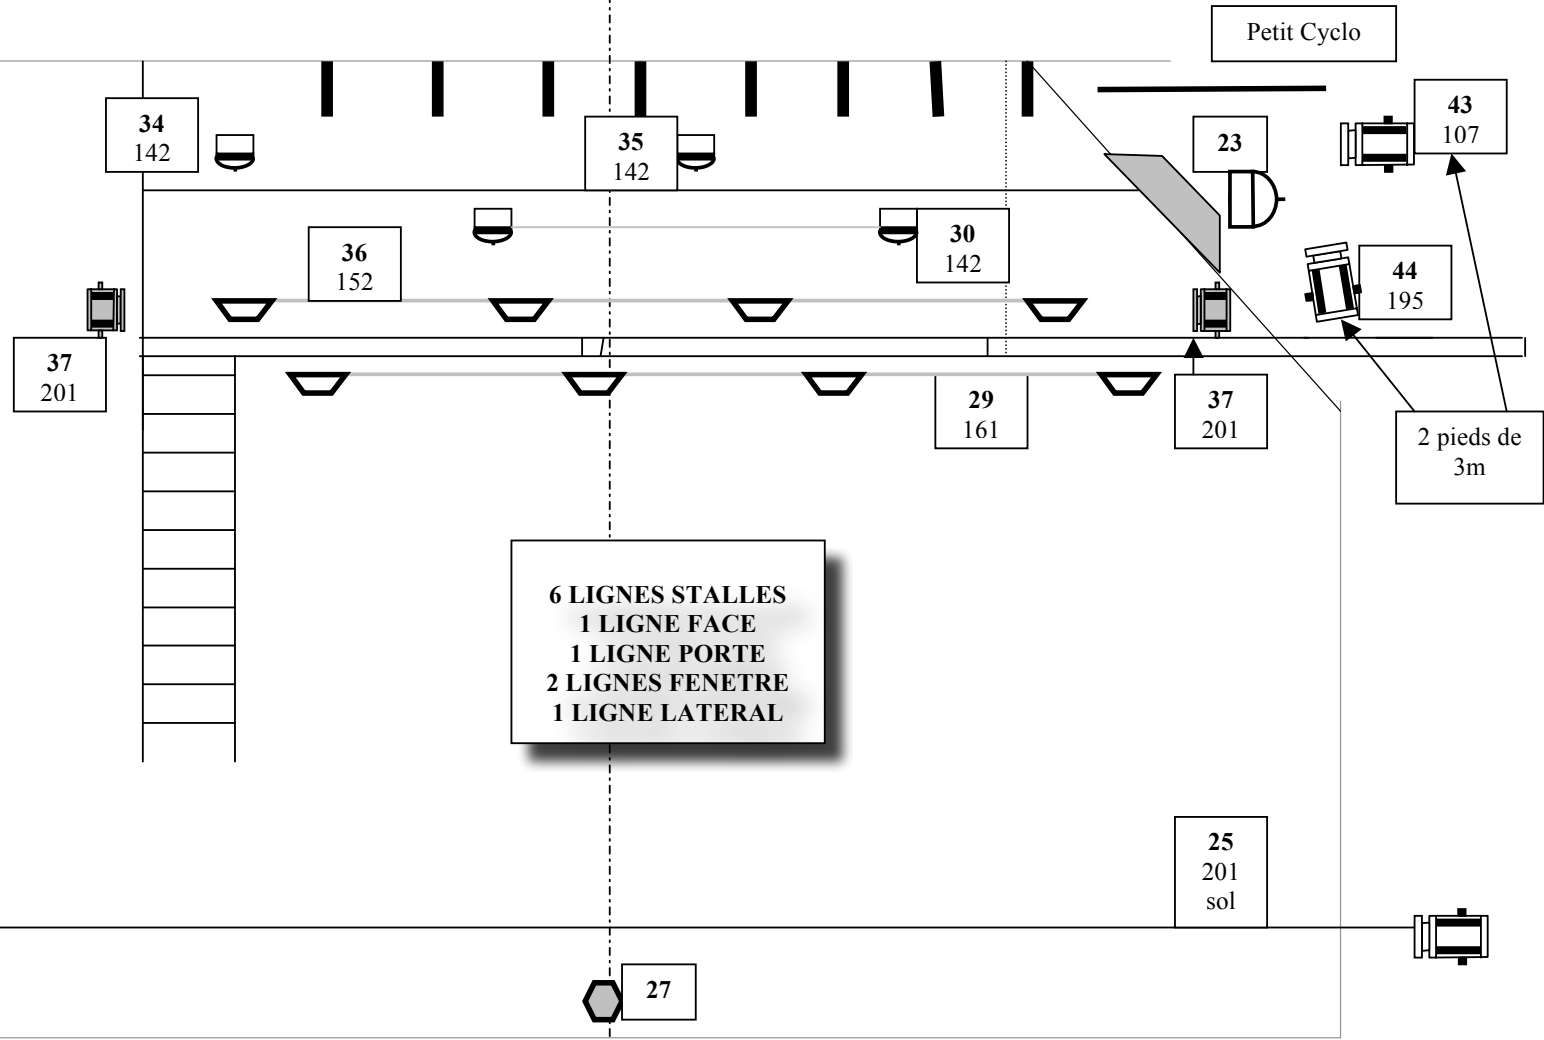 Petit Cyclo
43
107
34
142
35
142
23
36
152
30
142
44
195
37
201
29
161
37
201
2 pieds de
3m
6 LIGNES STALLES
1 LIGNE FACE
1 LIGNE PORTE
2 LIGNES FENETRE
1 LIGNE LATERAL
25
201
sol
27